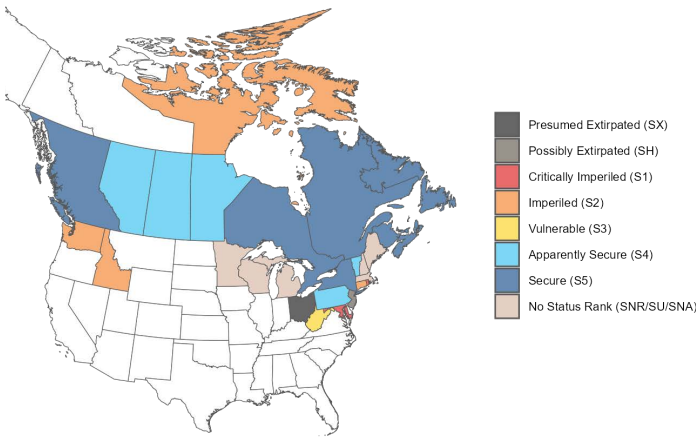 Presumed Extirpated (SX)
Possibly Extirpated (SH)
Critically Imperiled (S1)
Imperiled (S2)
Vulnerable (S3)
Apparently Secure (S4)
Secure (S5)
No Status Rank (SNR/SU/SNA)